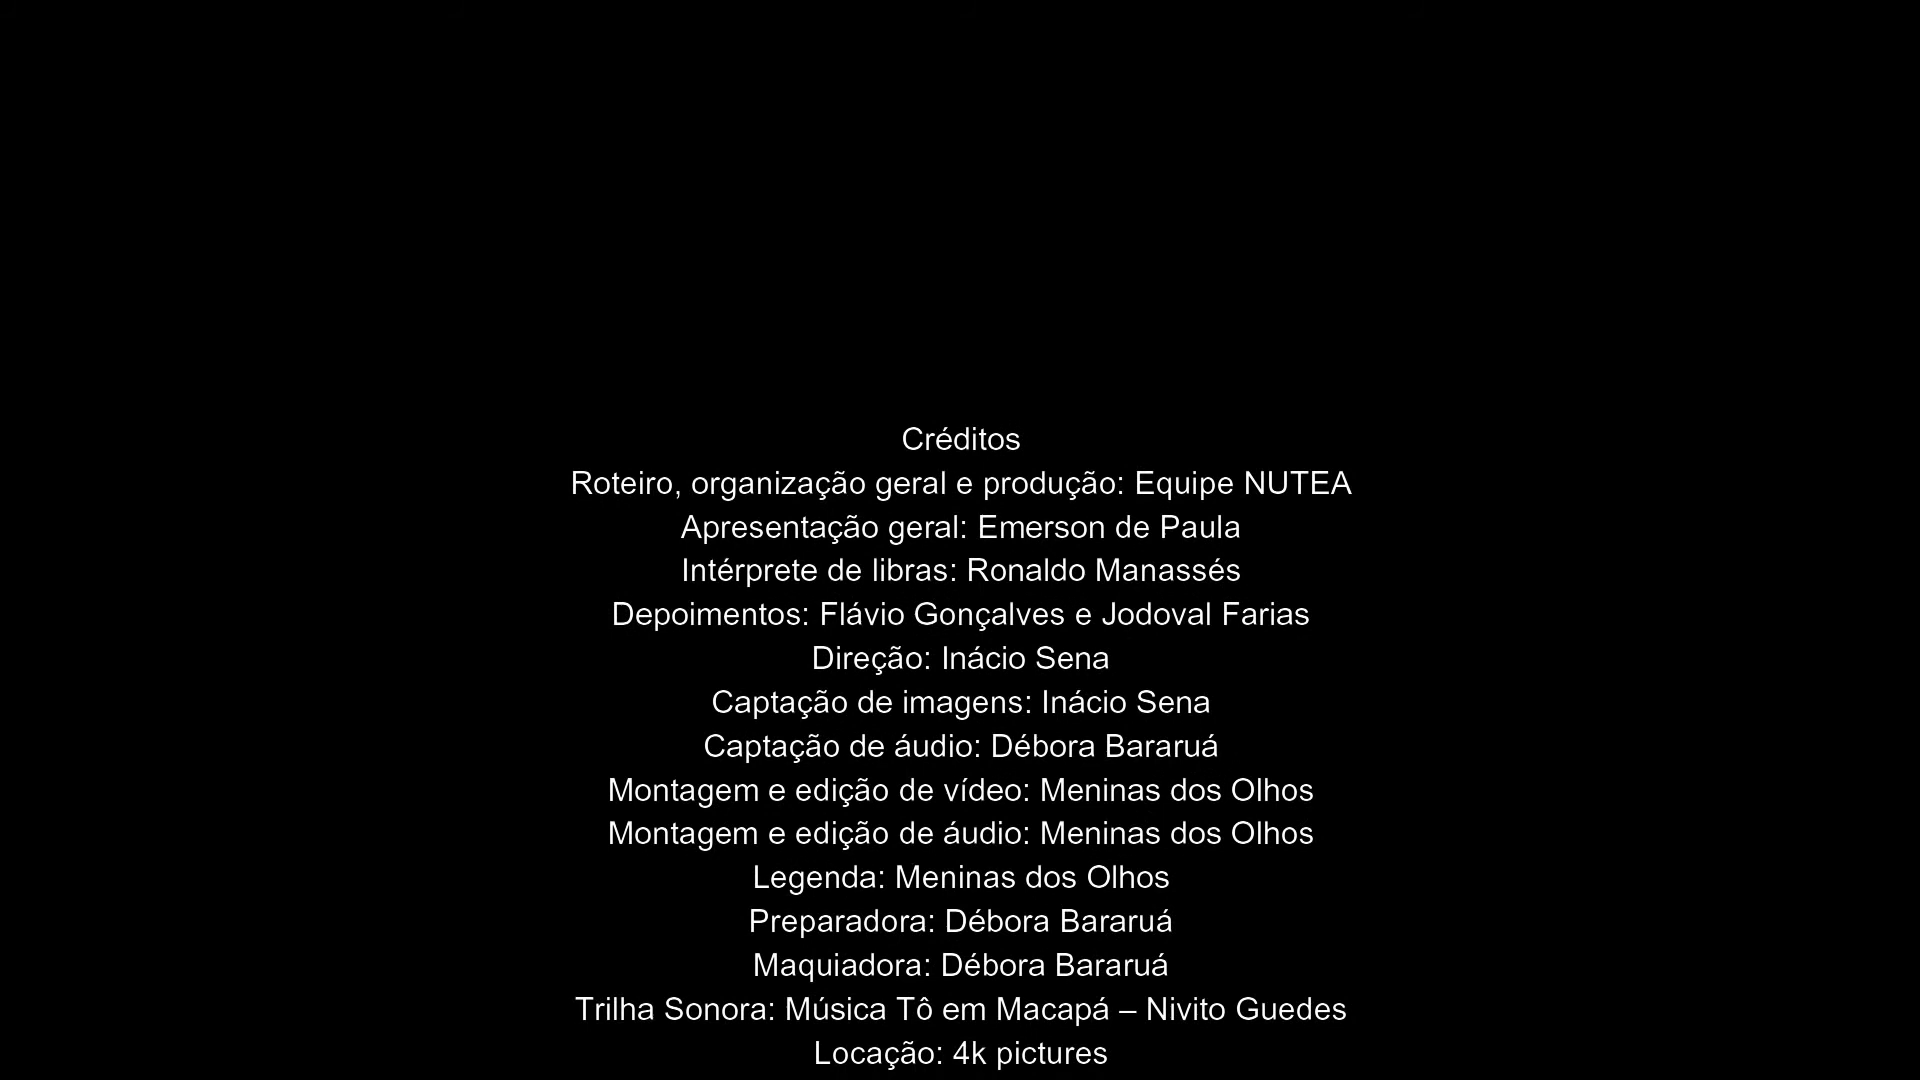 Créditos
Roteiro, organização geral e produção: Equipe NUTEA
Apresentação geral: Emerson de Paula
Intérprete de libras: Ronaldo Manassés
Depoimentos: Flávio Gonçalves e Jodoval Farias
Direção: Inácio Sena
Captação de imagens: Inácio Sena
Captação de áudio: Débora Bararuá
Montagem e edição de vídeo: Meninas dos Olhos
Montagem e edição de áudio: Meninas dos Olhos
Legenda: Meninas dos Olhos
Preparadora: Débora Bararuá
Maquiadora: Débora Bararuá
Trilha Sonora: Música Tô em Macapá – Nivito Guedes
Locação: 4k pictures